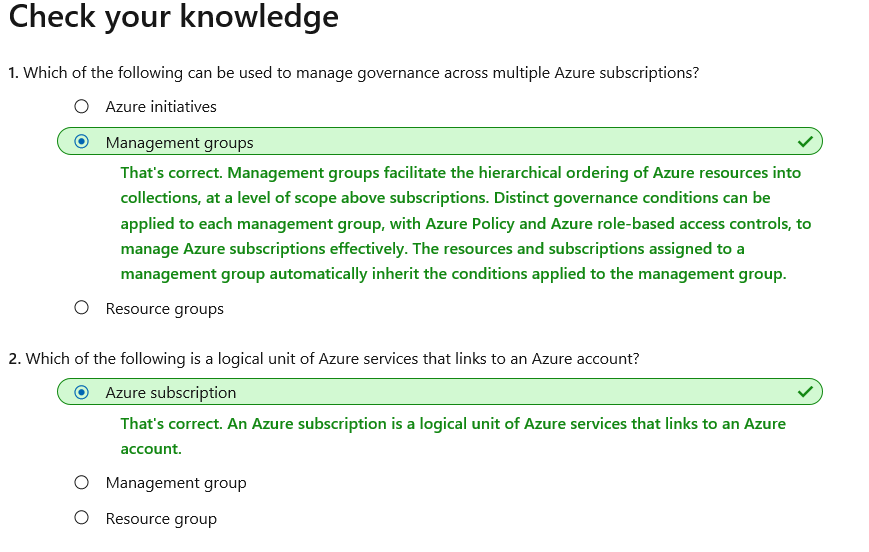 Check your knowledge
1. Which of the following can be used to manage governance across multiple Azure subscriptions?
Azure initiatives
Management groups
That's correct. Management groups facilitate the hierarchical ordering of Azure resources into
collections, at a level of scope above subscriptions. Distinct governance conditions can be
applied to each management group, with Azure Policy and Azure role-based access controls, to
manage Azure subscriptions effectively. The resources and subscriptions assigned to a
management group automatically inherit the conditions applied to the management group.
Resource groups
2. Which of the following is a logical unit of Azure services that links to an Azure account?
Azure subscription
That's correct. An Azure subscription is a logical unit of Azure services that links to an Azure
account.
Management group
Resource group